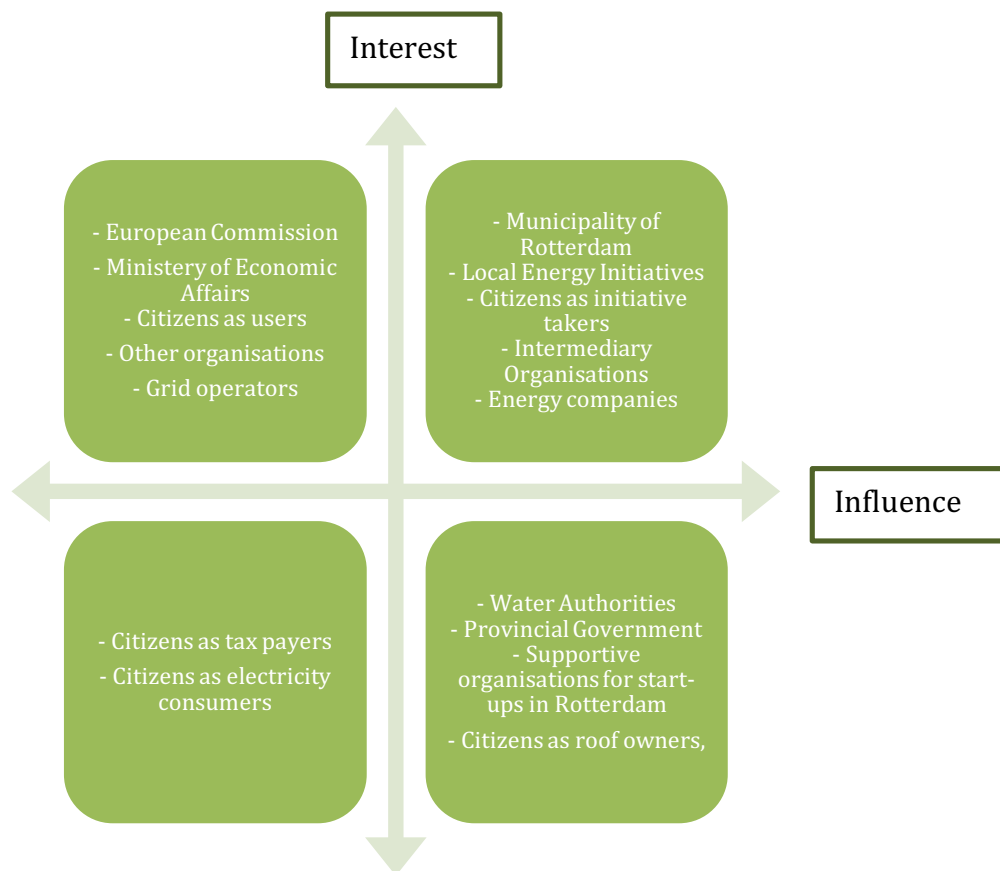 Interest
- European Commission
- Ministery of Economic
Affairs
- Citizens as users
- Other organisations
- Grid operators
- Municipality of
Rotterdam
- Local Energy Initiatives
- Citizens as initiative
takers
- Intermediary
Organisations
- Energy companies
Influence
- Citizens as tax payers
- Citizens as electricity
consumers
- Water Authorities
- Provincial Government
- Supportive
organisations for start-
ups in Rotterdam
- Citizens as roof owners,